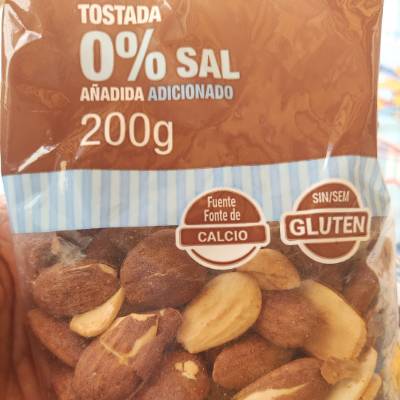 TOSTADA
0% SAL
AÑADIDA ADICIONADO
200g
Fuente
Fonte de
CALCIO
SIN/SEM
GLUTEN